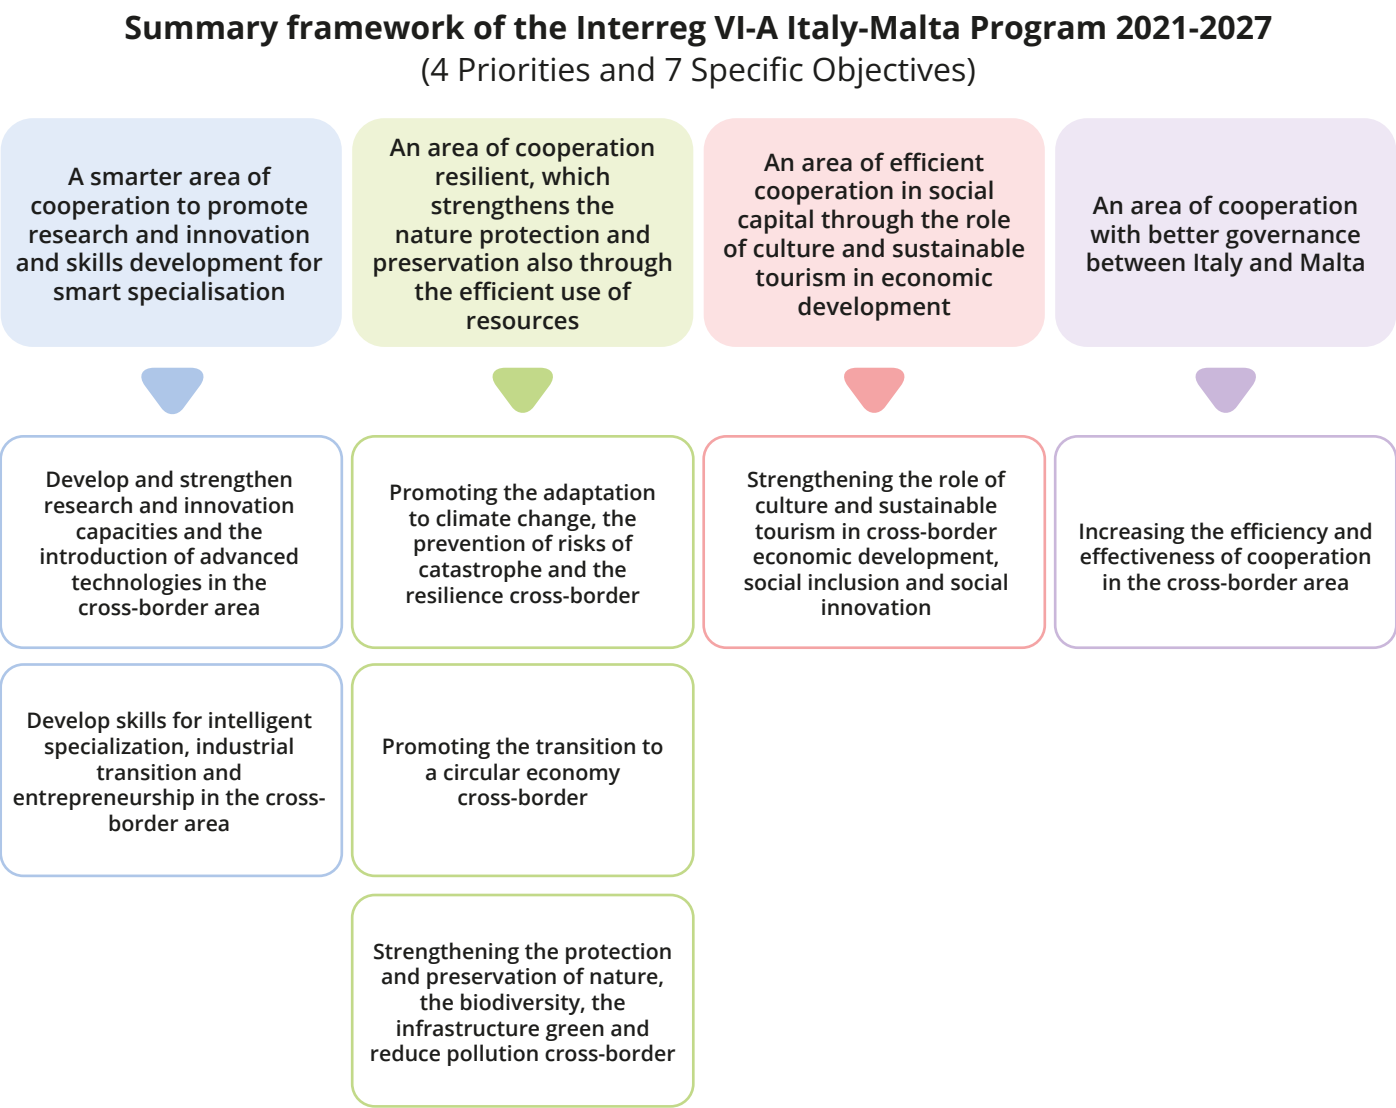 Summary framework of the Interreg VI-A Italy-Malta Program 2021-2027
(4 Priorities and 7 Specific Objectives)
A smarter area of
cooperation to promote
research and innovation
and skills development for
smart specialisation
An area of cooperation
resilient, which
strengthens the
nature protection and
preservation also through
the efficient use of
resources
An area of efficient
cooperation in social
capital through the role
of culture and sustainable
tourism in economic
development
An area of cooperation
with better governance
between Italy and Malta
Develop and strengthen
research and innovation
capacities and the
introduction of advanced
technologies in the
cross-border area
Promoting the adaptation
to climate change, the
prevention of risks of
catastrophe and the
resilience cross-border
Strengthening the role of
culture and sustainable
tourism in cross-border
economic development,
social inclusion and social
innovation
Increasing the efficiency and
effectiveness of cooperation
in the cross-border area
Develop skills for intelligent
specialization, industrial
transition and
entrepreneurship in the cross-
border area
Promoting the transition to
a circular economy
cross-border
Strengthening the protection
and preservation of nature,
the biodiversity, the
infrastructure green and
reduce pollution cross-border